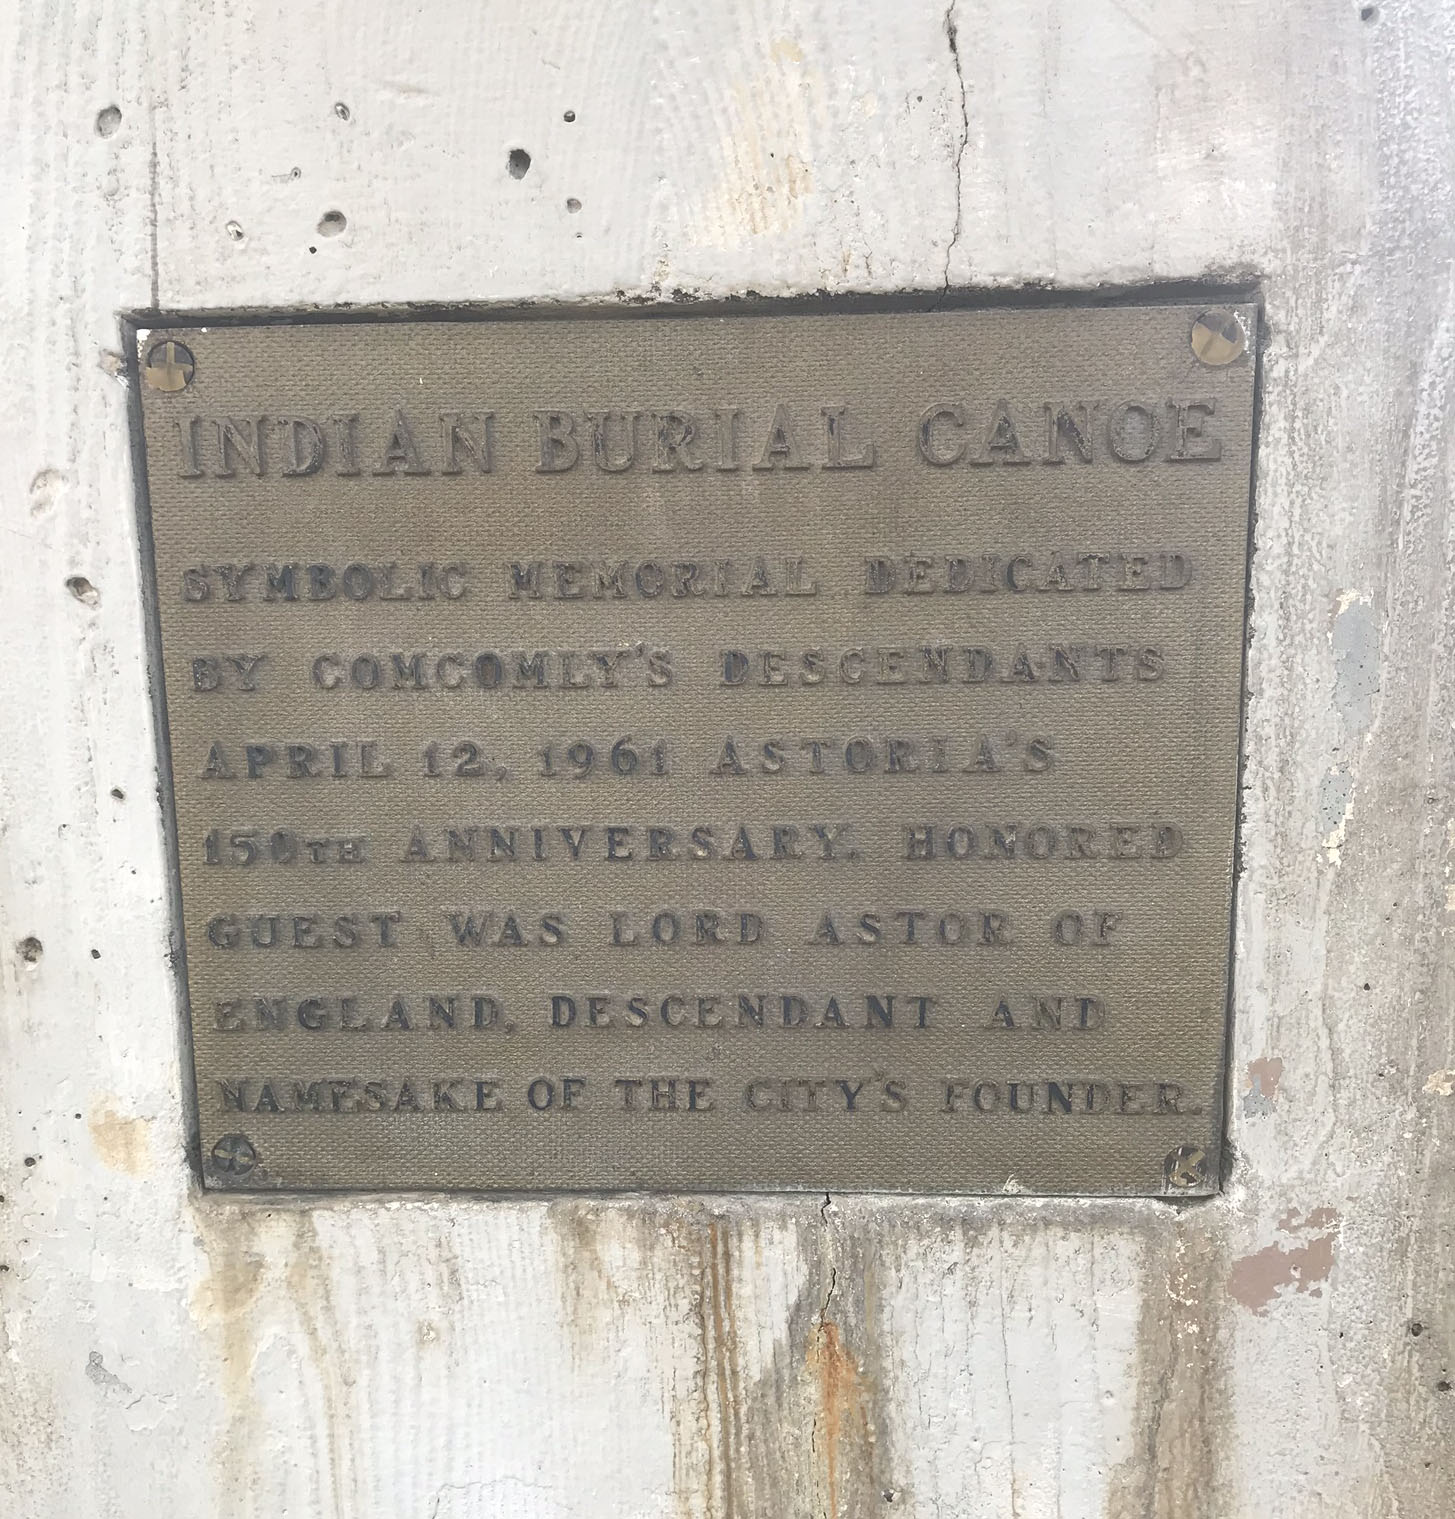 INDIAN BURIAL CANOE
SYMBOLIC MEMORIAL DEDICATED
BY COMCOMLY'S DESCENDANTS
APRIL 12, 1961 ASTORIA'S
150TH ANNIVERSARY. HONORED
GUEST WAS LORD ASTOR OF
ENGLAND, DESCENDANT AND
NAMESAKE OF THE CITY'S FOUNDER.